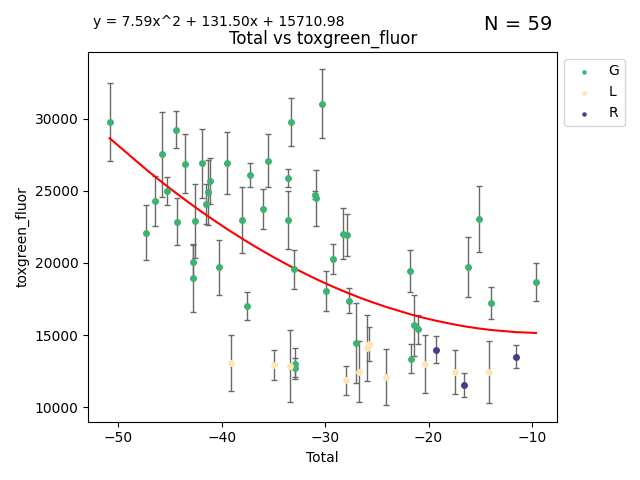 y = 7.59x^2 + 131.50x + 15710.98
N = 59
Total vs toxgreen_fluor
G
L
R
toxgreen_fluor
30000
25000
20000
15000
10000
−50
−40
−30
−20
−10
Total